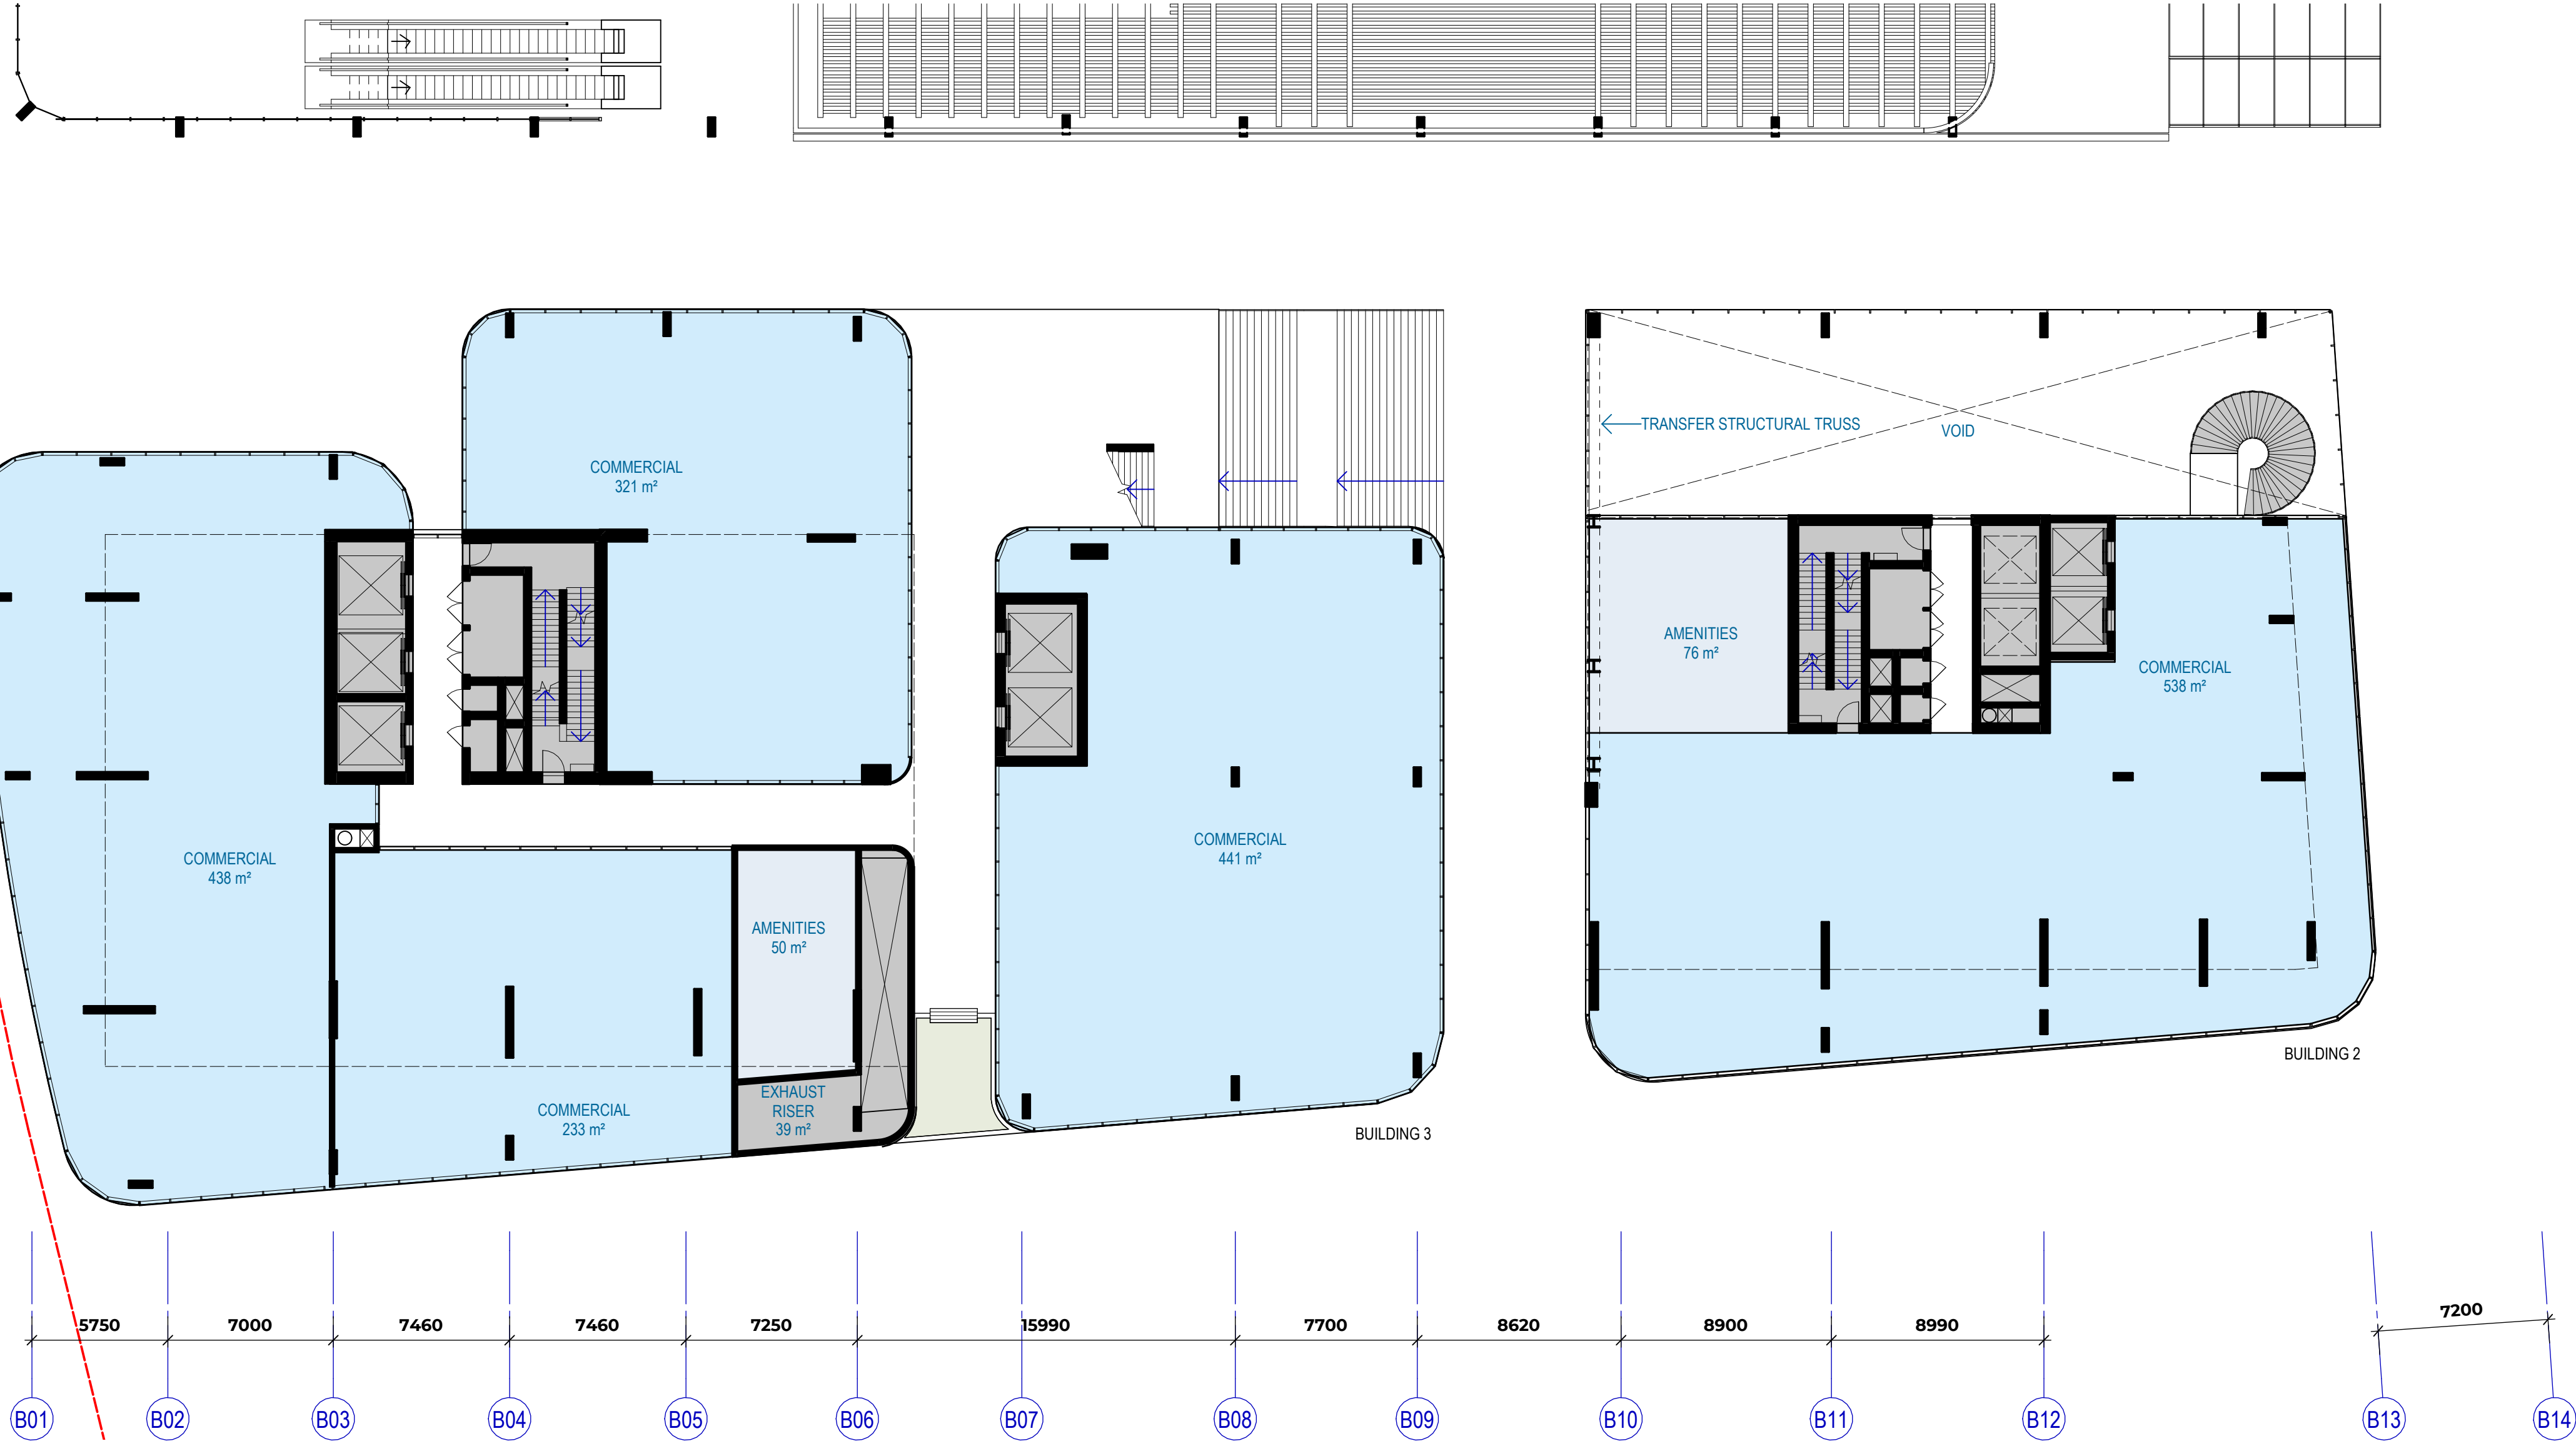 TRANSFER STRUCTURAL TRUSS
VOID
COMMERCIAL
321 m²
AMENITIES
76 m²
COMMERCIAL
538 m²
COMMERCIAL
438 m²
COMMERCIAL
441 m²
AMENITIES
50 m²
EXHAUST
RISER
39 m²
COMMERCIAL
233 m²
BUILDING 2
BUILDING 3
5750 7000 7460 7460 7250 15990 7700 8620 8900 8990 7200
B01 B02 B03 B04 B05 B06 B07 B08 B09 B10 B11 B12 B13 B14